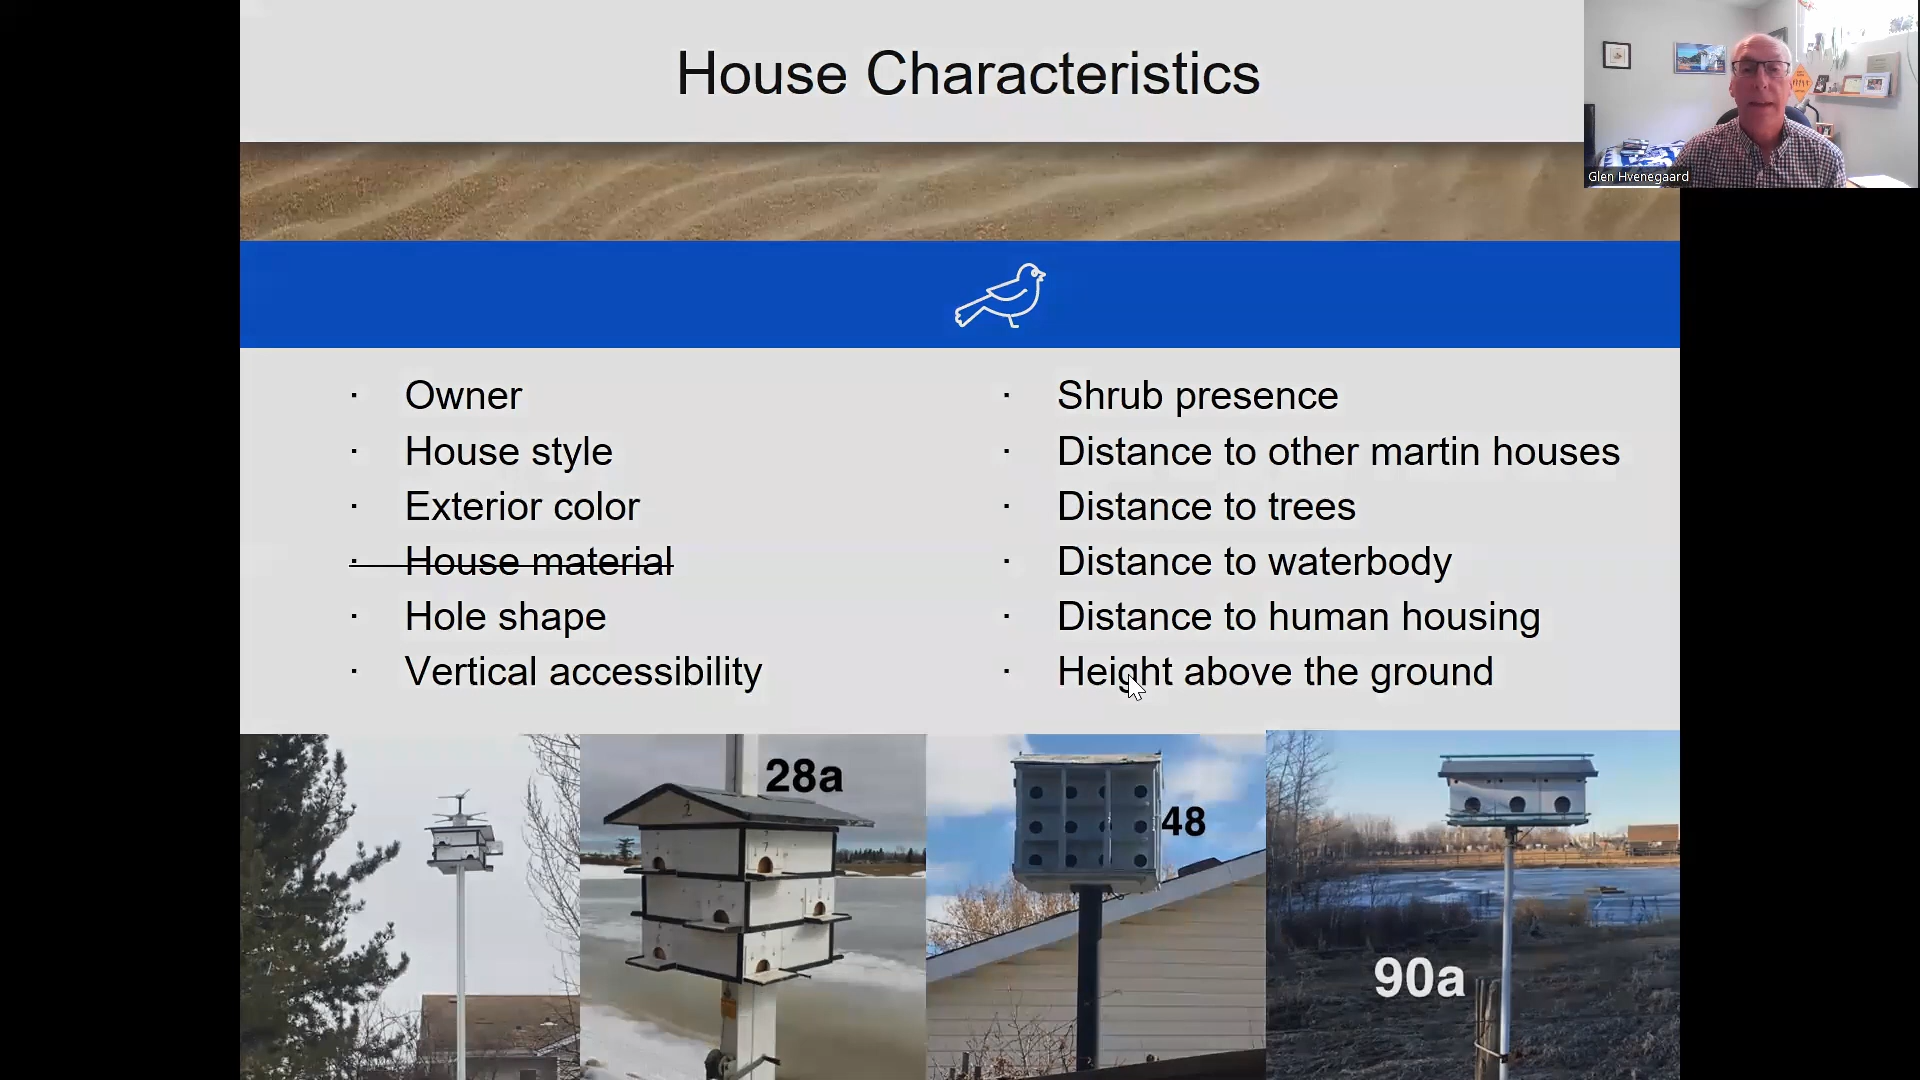 House Characteristics
Glen Hvenegaard
· Owner
· House style
· Exterior color
· House material
· Hole shape
· Vertical accessibility
· Shrub presence
· Distance to other martin houses
· Distance to trees
· Distance to waterbody
· Distance to human housing
· Height above the ground
28a
48
90a